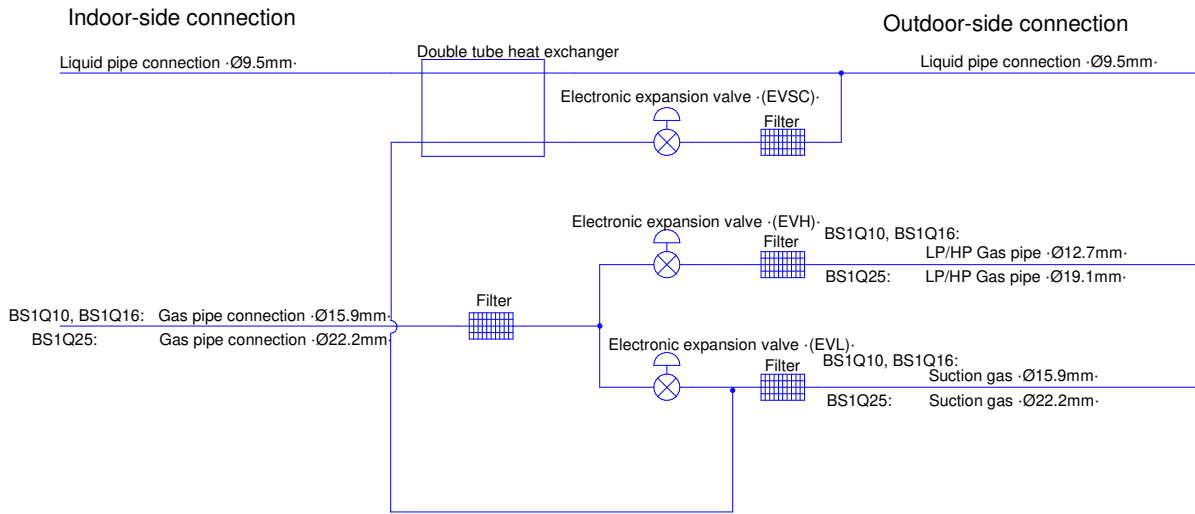 Indoor-side connection
Outdoor-side connection
Double tube heat exchanger
Liquid pipe connection ·Ø9.5mm·
Liquid pipe connection ·Ø9.5mm·
Electronic expansion valve ·(EVSC)·
Filter
Electronic expansion valve ·(EVH)·
Filter
BS1Q10, BS1Q16:
LP/HP Gas pipe ·Ø12.7mm·
BS1Q25: LP/HP Gas pipe ·Ø19.1mm·
Filter
BS1Q10, BS1Q16: Gas pipe connection ·Ø15.9mm·
BS1Q25: Gas pipe connection ·Ø22.2mm·
Electronic expansion valve ·(EVL)·
Filter
BS1Q10, BS1Q16:
Suction gas ·Ø15.9mm·
BS1Q25: Suction gas ·Ø22.2mm·